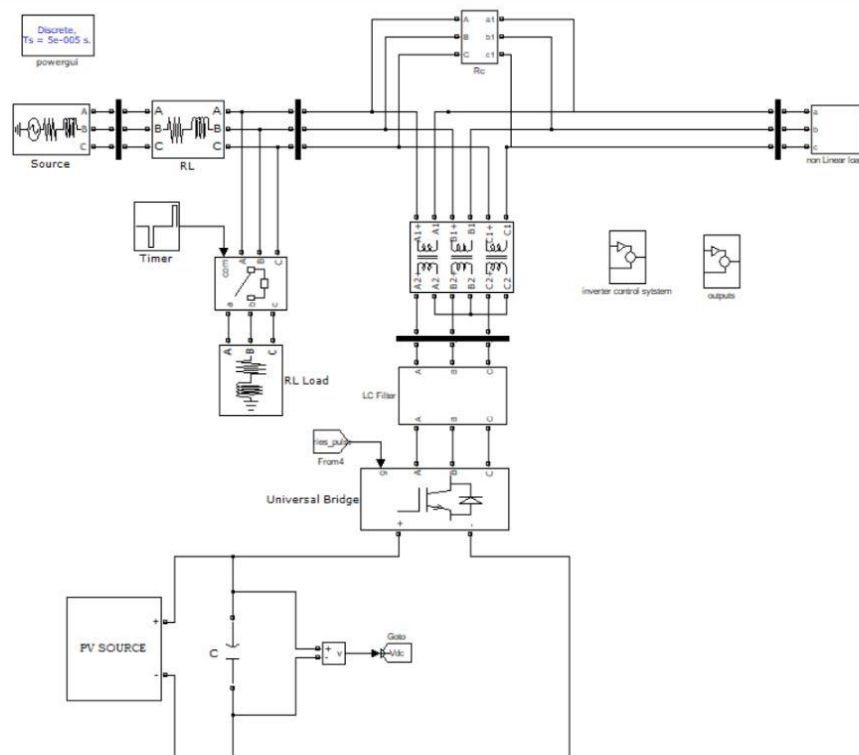 Discrete,
Ts = 5e-005 s.
powergui
A a1
B b1
C c1
Rc
A
B
C
Source
A A
B B
C C
RL
a
b
c
non Linear loa
Timer
com A B C
a b c
A B C
RL Load
A1+ A1 B1+ B1 C1+ C1
A2+ A2 B2+ B2 C2+ C2
inverter control sytstem
outputs
A B C
LC Filter
A B C
ries_puls
From4
g A B C
Universal Bridge
+ -
PV SOURCE
+
-
C
+
- v
Goto
Vdc